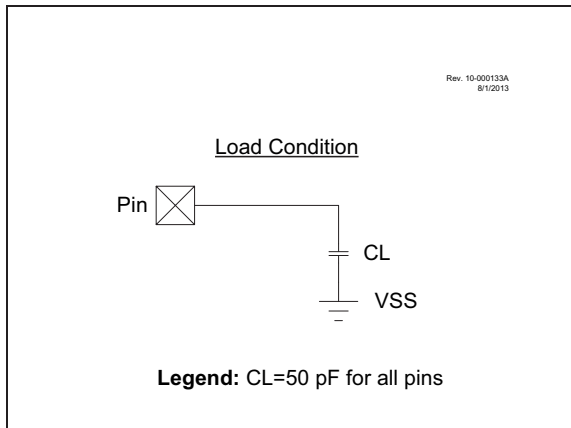 Rev. 10-000133A
8/1/2013
Load Condition
Pin
CL
VSS
Legend: CL=50 pF for all pins